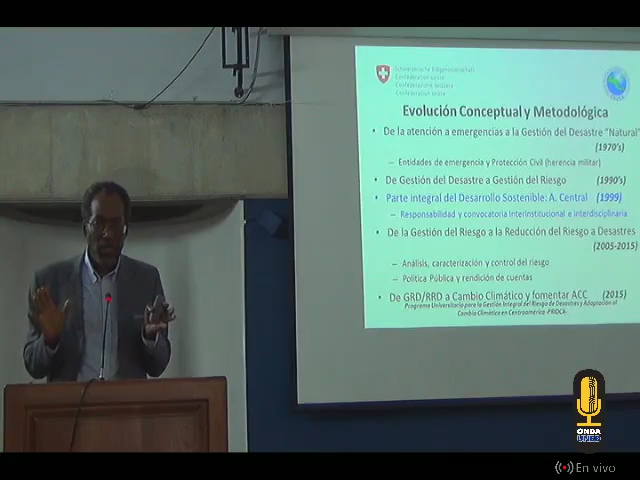 Schweizerische Eidgenossenschaft
Confédération suisse
Confederazione Svizzera
Confederaziun svizra
Evolución Conceptual y Metodológica
• De la atención a emergencias a la Gestión del Desastre "Natural"
(1970's)
– Entidades de emergencia y Protección Civil (herencia militar)
• De Gestión del Desastre a Gestión del Riesgo (1990's)
• Parte integral del Desarrollo Sostenible: A. Central (1999)
– Responsabilidad y convocatoria Interinstitucional e interdisciplinaria
• De la Gestión del Riesgo a la Reducción del Riesgo a Desastres
(2005-2015)
– Análisis, caracterización y control del riesgo
– Política Pública y rendición de cuentas
• De GRD/RRD a Cambio Climático y fomentar ACC (2015)
Programa Universitario para la Gestión Integral del Riesgo de Desastres y Adaptación al
Cambio Climático en Centroamérica -PRIDCA-
ONDA
UNED
En vivo